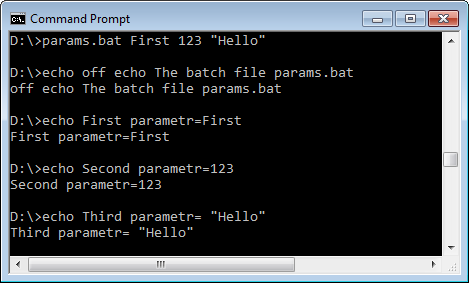 Command Prompt
D:\>params.bat First 123 "Hello"
D:\>echo off echo The batch file params.bat
off echo The batch file params.bat
D:\>echo First parametr=First
First parametr=First
D:\>echo Second parametr=123
Second parametr=123
D:\>echo Third parametr= "Hello"
Third parametr= "Hello"